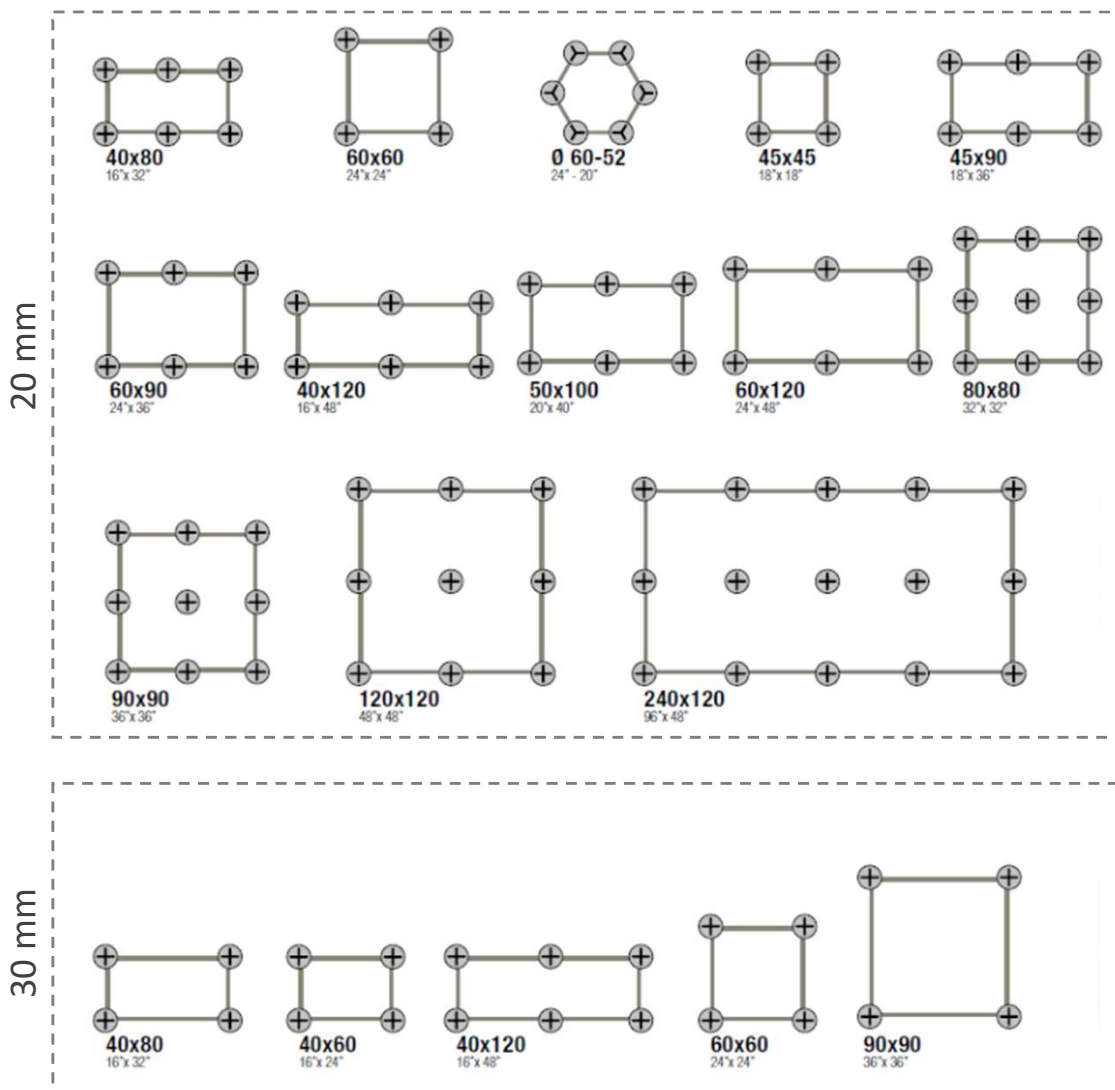 20 mm
40x80
16"x 32"
60x60
24"x 24"
Ø 60-52
24" - 20"
45x45
18"x 18"
45x90
18"x 36"
60x90
24"x 36"
40x120
16"x 48"
50x100
20"x 40"
60x120
24"x 48"
80x80
32"x 32"
90x90
36"x 36"
120x120
48"x 48"
240x120
96"x 48"
30 mm
40x80
16"x 32"
40x60
16"x 24"
40x120
16"x 48"
60x60
24"x 24"
90x90
36"x 36"